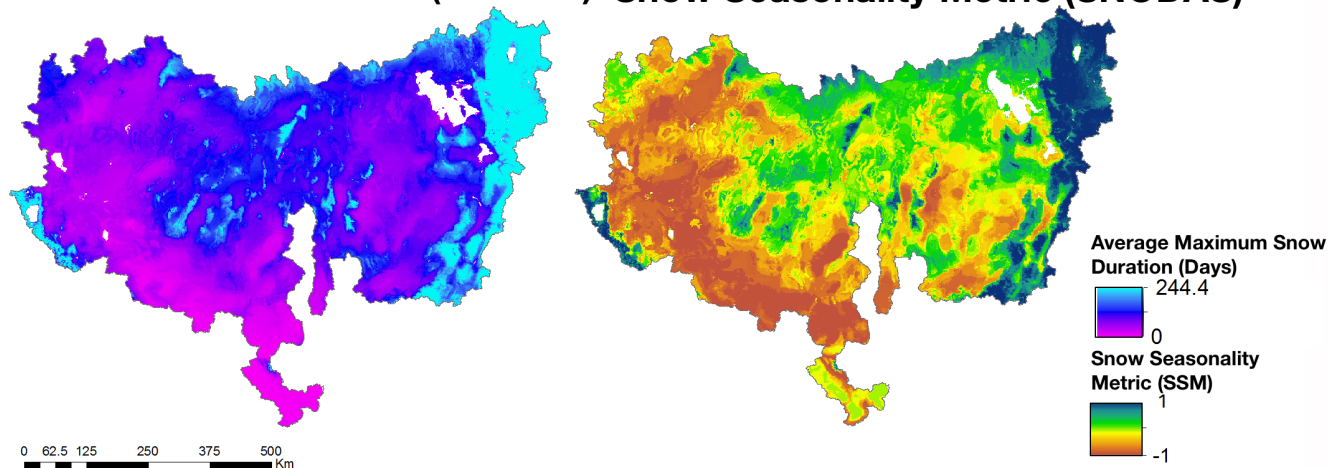 Snow Seasonality Metric (SNODAS)
Average Maximum Snow
Duration (Days)
244.4
0
Snow Seasonality
Metric (SSM)
1
-1
0 62.5 125 250 375 500
Km